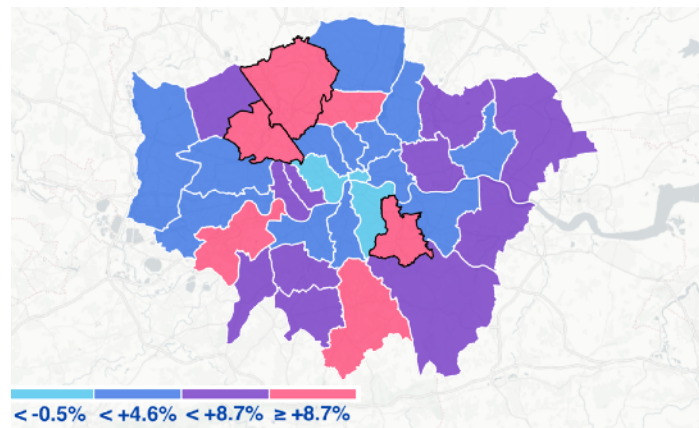 < -0.5% < +4.6% < +8.7% ≥ +8.7%